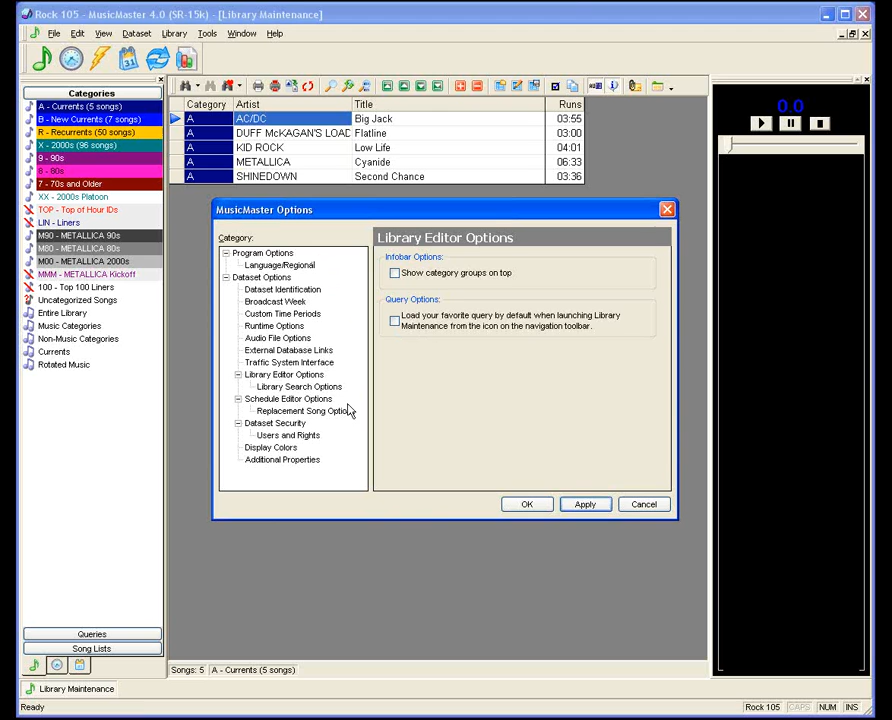 Rock 105 - MusicMaster 4.0 (SR-15k) - [Library Maintenance]
File Edit View Dataset Library Tools Window Help
Categories
A - Currents (5 songs)
B - New Currents (7 songs)
R - Recurrents (50 songs)
X - 2000s (96 songs)
9 - 90s
8 - 80s
7 - 70s and Older
XX - 2000s Platoon
TOP - Top of Hour IDs
LIN - Liners
M90 - METALLICA 90s
M80 - METALLICA 80s
M00 - METALLICA 2000s
MMM - METALLICA Kickoff
100 - Top 100 Liners
Uncategorized Songs
Entire Library
Music Categories
Non-Music Categories
Currents
Rotated Music
Queries
Song Lists
Category Artist Title Runs
A AC/DC Big Jack 03:55
A DUFF McKAGAN'S LOAD Flatline 03:00
A KID ROCK Low Life 04:01
A METALLICA Cyanide 06:33
A SHINEDOWN Second Chance 03:36
MusicMaster Options
Category:
Program Options
Language/Regional
Dataset Options
Dataset Identification
Broadcast Week
Custom Time Periods
Runtime Options
Audio File Options
External Database Links
Traffic System Interface
Library Editor Options
Library Search Options
Schedule Editor Options
Replacement Song Optio
Dataset Security
Users and Rights
Display Colors
Additional Properties
Library Editor Options
Infobar Options:
Show category groups on top
Query Options:
Load your favorite query by default when launching Library
Maintenance from the icon on the navigation toolbar.
OK Apply Cancel
0.0
Songs: 5 A - Currents (5 songs)
Library Maintenance
Ready Rock 105 CAPS NUM INS